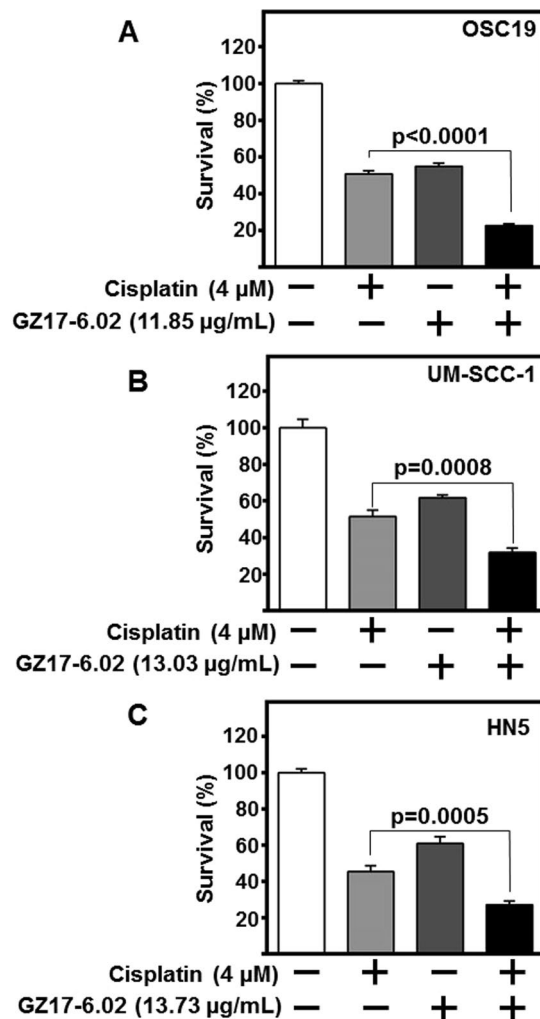 A
OSC19
Survival (%)
120
100
80
60
40
20
p<0.0001
Cisplatin (4 µM) − + − +
GZ17-6.02 (11.85 µg/mL) − − + +
B
UM-SCC-1
Survival (%)
120
100
80
60
40
20
p=0.0008
Cisplatin (4 µM) − + − +
GZ17-6.02 (13.03 µg/mL) − − + +
C
HN5
Survival (%)
120
100
80
60
40
20
p=0.0005
Cisplatin (4 µM) − + − +
GZ17-6.02 (13.73 µg/mL) − − + +